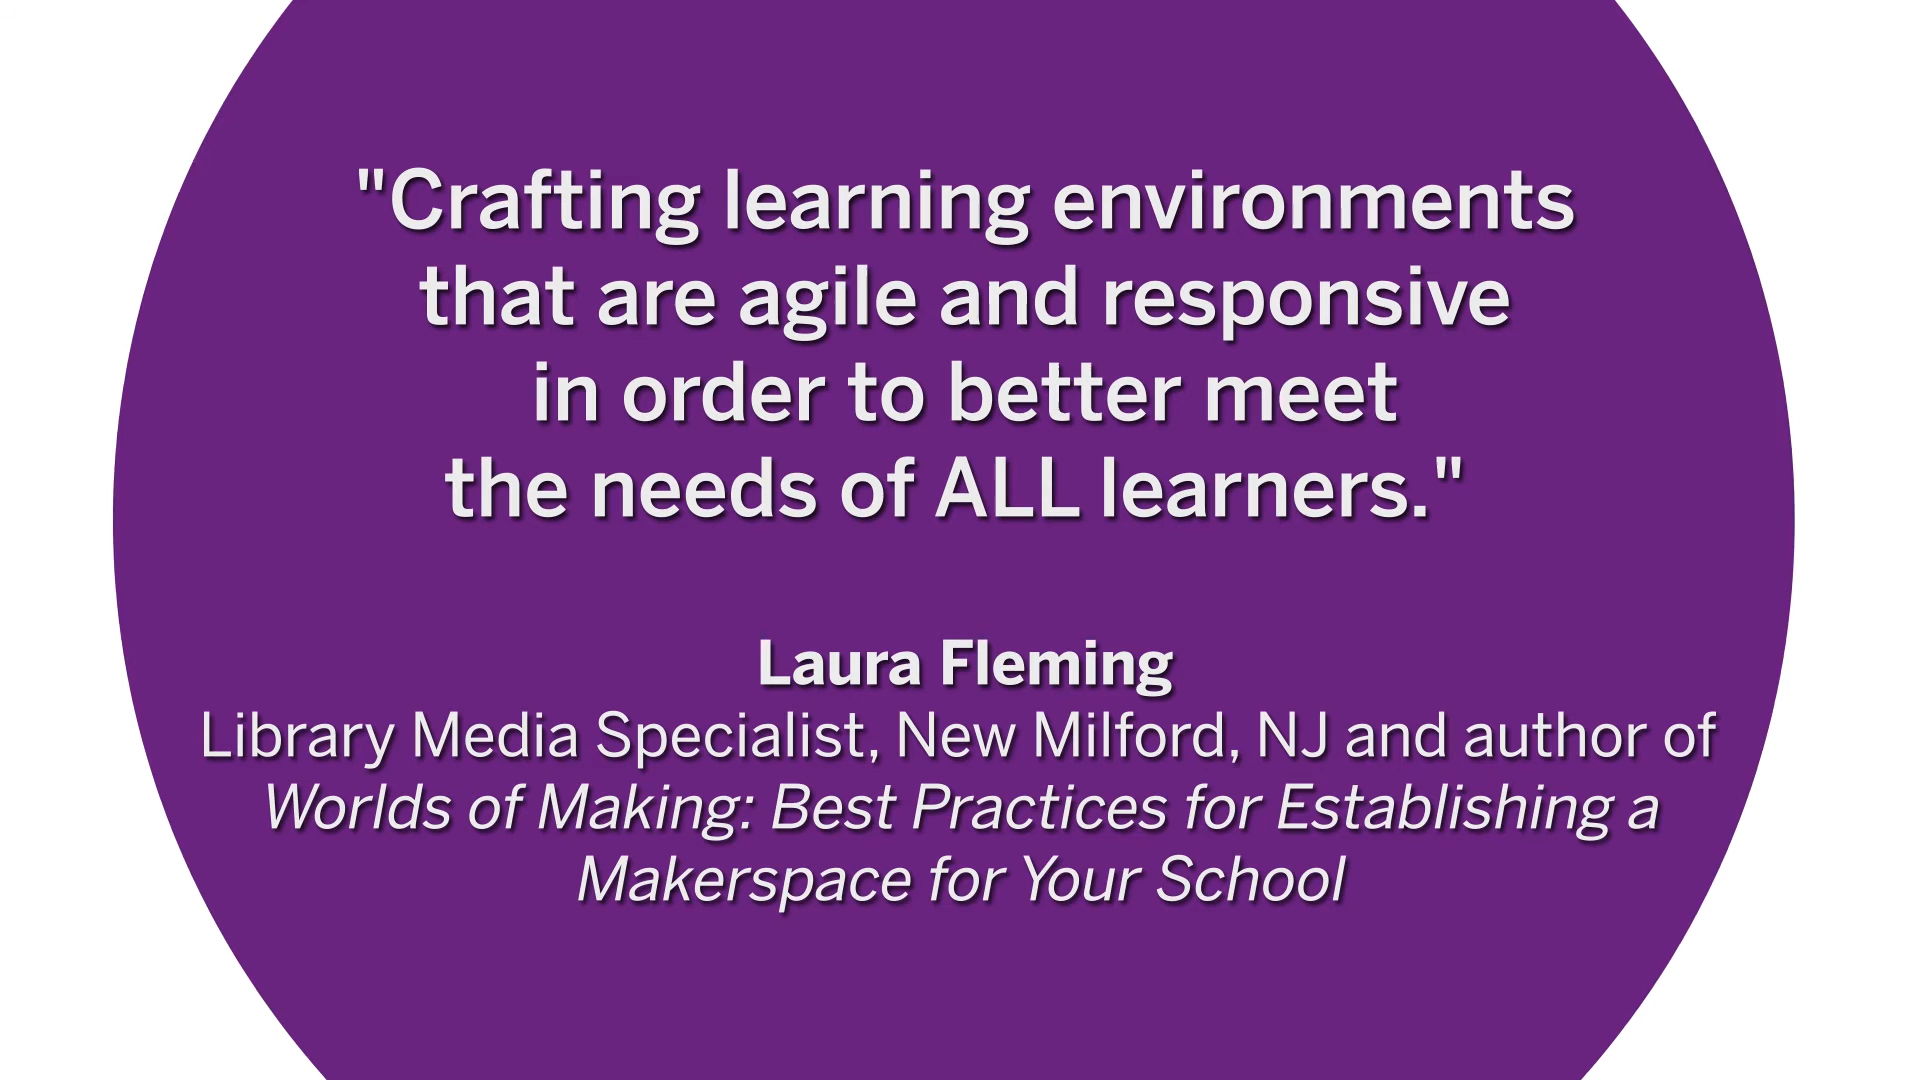 "Crafting learning environments
that are agile and responsive
in order to better meet
the needs of ALL learners."
Laura Fleming
Library Media Specialist, New Milford, NJ and author of
Worlds of Making: Best Practices for Establishing a
Makerspace for Your School